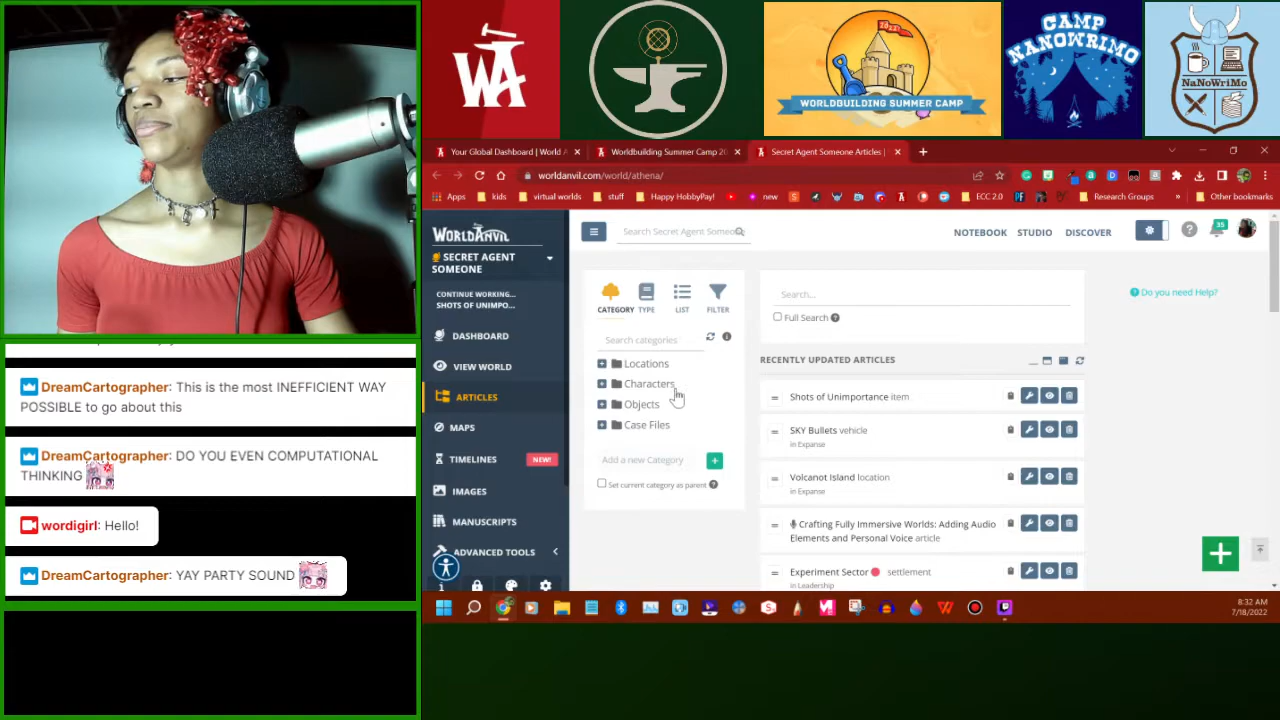 WA
2022
WORLDBUILDING SUMMER CAMP
CAMP
NANOWRIMO
NaNoWriMo
Your Global Dashboard | World A
Worldbuilding Summer Camp 20
Secret Agent Someone Articles |
worldanvil.com/world/athena/
Apps
kids
virtual worlds
stuff
Happy HobbyPay!
new
ECC 2.0
Research Groups
Other bookmarks
WORLDANVIL
SECRET AGENT
SOMEONE
CONTINUE WORKING...
SHOTS OF UNIMPO...
DASHBOARD
VIEW WORLD
ARTICLES
MAPS
TIMELINES
NEW!
IMAGES
MANUSCRIPTS
ADVANCED TOOLS
Search Secret Agent Someone
NOTEBOOK
STUDIO
DISCOVER
35
CATEGORY
TYPE
LIST
FILTER
Search categories
Locations
Characters
Objects
Case Files
Add a new Category
Set current category as parent
Search...
Full Search
Do you need Help?
RECENTLY UPDATED ARTICLES
Shots of Unimportance item
SKY Bullets vehicle
in Expanse
Volcanot Island location
in Expanse
Crafting Fully Immersive Worlds: Adding Audio
Elements and Personal Voice article
Experiment Sector settlement
in Leadership
8:32 AM
7/18/2022
DreamCartographer: This is the most INEFFICIENT WAY
POSSIBLE to go about this
DreamCartographer: DO YOU EVEN COMPUTATIONAL
THINKING
wordigirl: Hello!
DreamCartographer: YAY PARTY SOUND